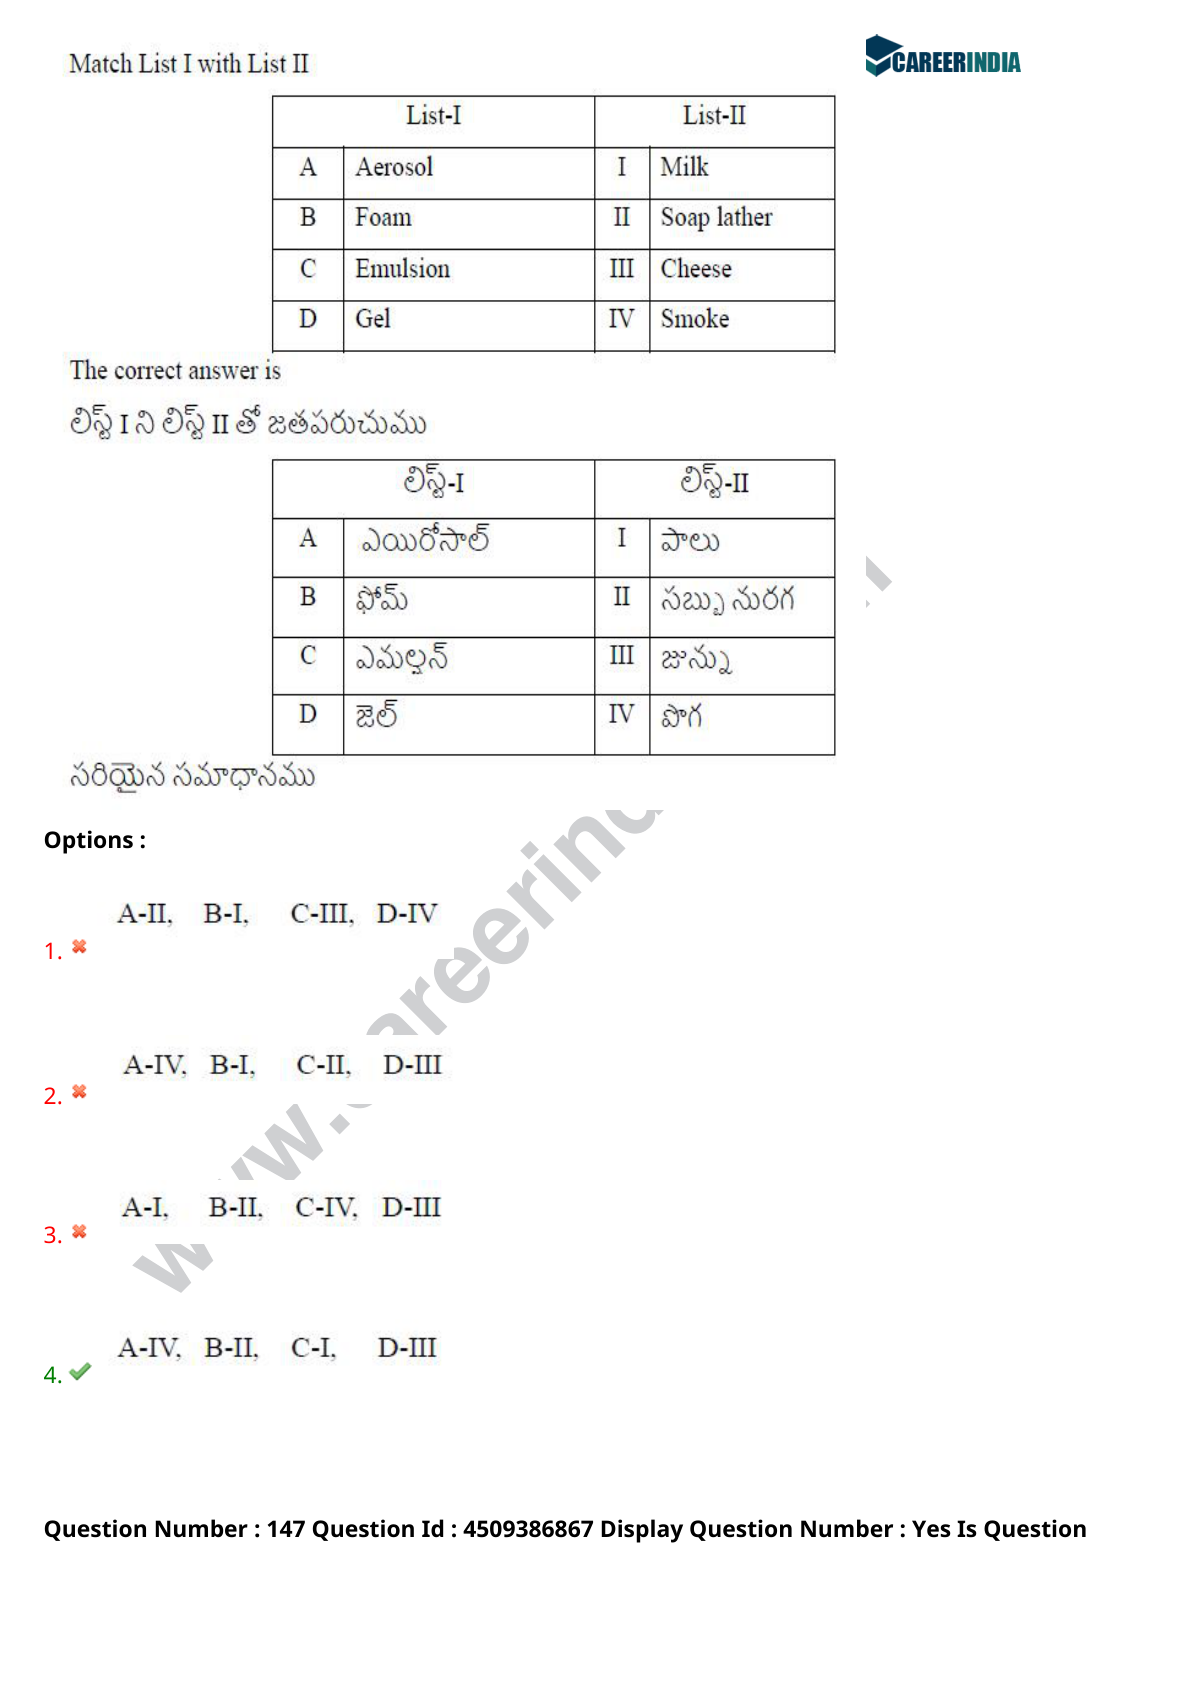 CAREERINDIA
Match List I with List II
List-I List-II
A Aerosol I Milk
B Foam II Soap lather
C Emulsion III Cheese
D Gel IV Smoke
The correct answer is
లిస్ట్ I ని లిస్ట్ II తో జతపరుచుము
లిస్ట్-I లిస్ట్-II
A ఎయిరోసాల్ I పాలు
B ఫోమ్ II సబ్బు నురగ
C ఎమల్షన్ III జున్ను
D జెల్ IV పొగ
సరియైన సమాధానము
Options :
A-II, B-I, C-III, D-IV
1.
A-IV, B-I, C-II, D-III
2.
A-I, B-II, C-IV, D-III
3.
A-IV, B-II, C-I, D-III
4.
Question Number : 147 Question Id : 4509386867 Display Question Number : Yes Is Question